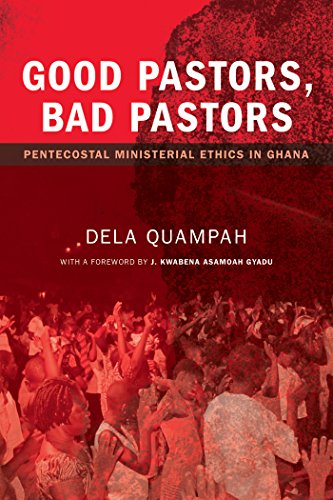 GOOD PASTORS,
BAD PASTORS
PENTECOSTAL MINISTERIAL ETHICS IN GHANA
DELA QUAMPAH
WITH A FOREWORD BY J. KWABENA ASAMOAH GYADU